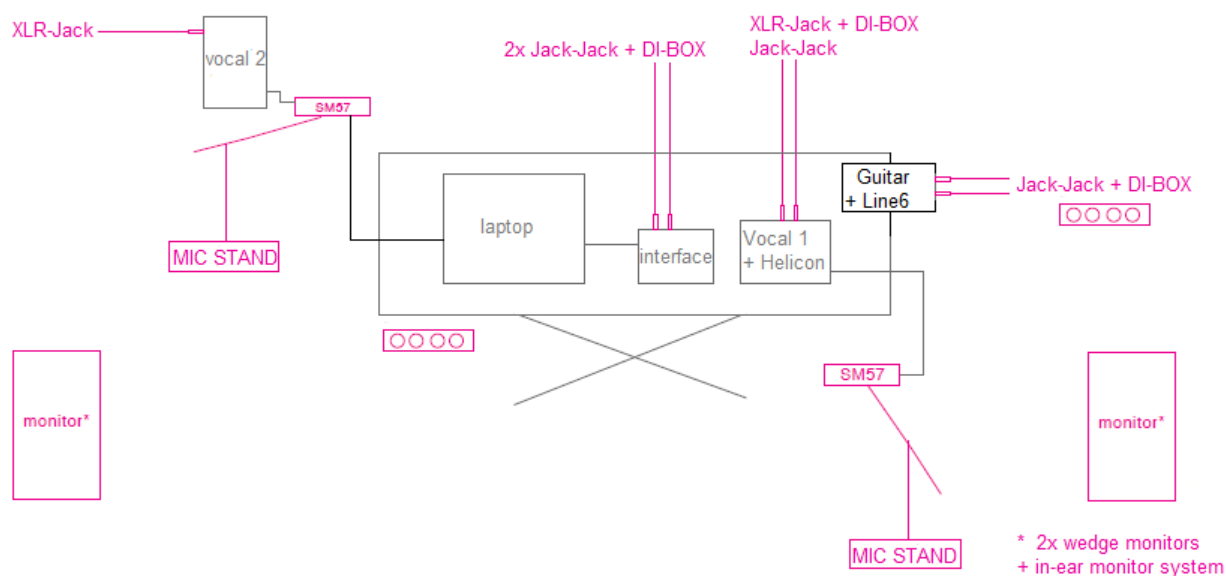 XLR-Jack
vocal 2
SM57
MIC STAND
2x Jack-Jack + DI-BOX
XLR-Jack + DI-BOX
Jack-Jack
laptop
interface
Vocal 1
+ Helicon
Guitar
+ Line6
Jack-Jack + DI-BOX
monitor*
SM57
MIC STAND
monitor*
* 2x wedge monitors
+ in-ear monitor system